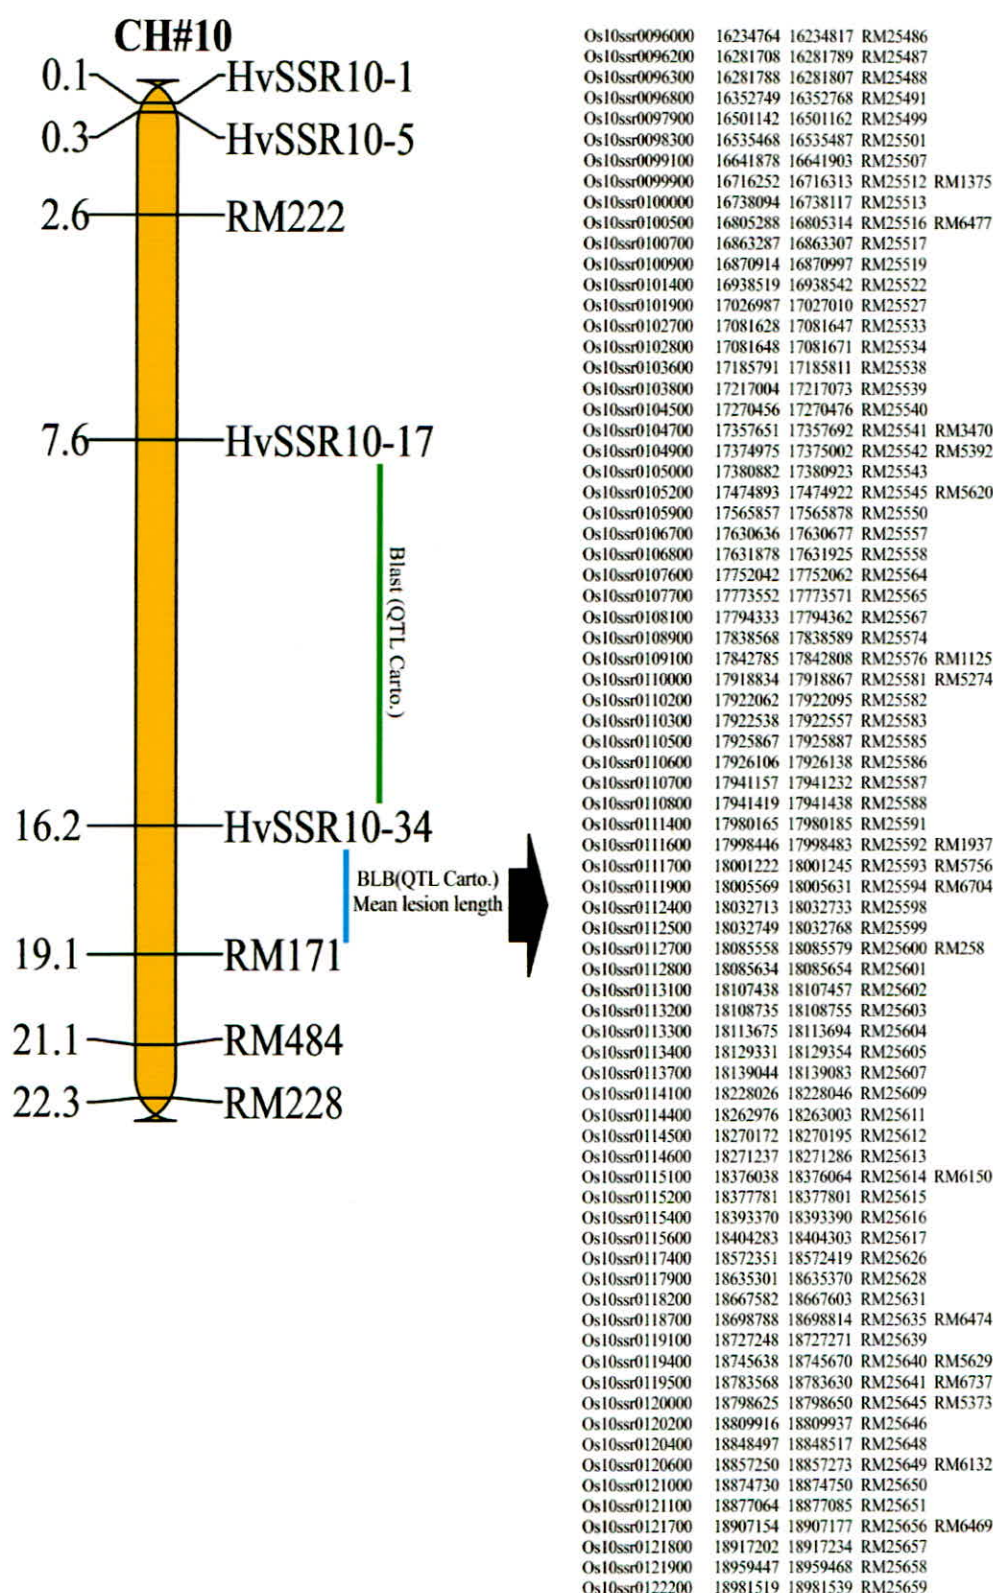 CH#10
0.1 HvSSR10-1
0.3 HvSSR10-5
2.6 RM222
7.6 HvSSR10-17
Blast (QTL Carto.)
16.2 HvSSR10-34
BLB(QTL Carto.)
Mean lesion length
19.1 RM171
21.1 RM484
22.3 RM228
Os10ssr0096000 16234764 16234817 RM25486
Os10ssr0096200 16281708 16281789 RM25487
Os10ssr0096300 16281788 16281807 RM25488
Os10ssr0096800 16352749 16352768 RM25491
Os10ssr0097900 16501142 16501162 RM25499
Os10ssr0098300 16535468 16535487 RM25501
Os10ssr0099100 16641878 16641903 RM25507
Os10ssr0099900 16716252 16716313 RM25512 RM1375
Os10ssr0100000 16738094 16738117 RM25513
Os10ssr0100500 16805288 16805314 RM25516 RM6477
Os10ssr0100700 16863287 16863307 RM25517
Os10ssr0100900 16870914 16870997 RM25519
Os10ssr0101400 16938519 16938542 RM25522
Os10ssr0101900 17026987 17027010 RM25527
Os10ssr0102700 17081628 17081647 RM25533
Os10ssr0102800 17081648 17081671 RM25534
Os10ssr0103600 17185791 17185811 RM25538
Os10ssr0103800 17217004 17217073 RM25539
Os10ssr0104500 17270456 17270476 RM25540
Os10ssr0104700 17357651 17357692 RM25541 RM3470
Os10ssr0104900 17374975 17375002 RM25542 RM5392
Os10ssr0105000 17380882 17380923 RM25543
Os10ssr0105200 17474893 17474922 RM25545 RM5620
Os10ssr0105900 17565857 17565878 RM25550
Os10ssr0106700 17630636 17630677 RM25557
Os10ssr0106800 17631878 17631925 RM25558
Os10ssr0107600 17752042 17752062 RM25564
Os10ssr0107700 17773552 17773571 RM25565
Os10ssr0108100 17794333 17794362 RM25567
Os10ssr0108900 17838568 17838589 RM25574
Os10ssr0109100 17842785 17842808 RM25576 RM1125
Os10ssr0110000 17918834 17918867 RM25581 RM5274
Os10ssr0110200 17922062 17922095 RM25582
Os10ssr0110300 17922538 17922557 RM25583
Os10ssr0110500 17925867 17925887 RM25585
Os10ssr0110600 17926106 17926138 RM25586
Os10ssr0110700 17941157 17941232 RM25587
Os10ssr0110800 17941419 17941438 RM25588
Os10ssr0111400 17980165 17980185 RM25591
Os10ssr0111600 17998446 17998483 RM25592 RM1937
Os10ssr0111700 18001222 18001245 RM25593 RM5756
Os10ssr0111900 18005569 18005631 RM25594 RM6704
Os10ssr0112400 18032713 18032733 RM25598
Os10ssr0112500 18032749 18032768 RM25599
Os10ssr0112700 18085558 18085579 RM25600 RM258
Os10ssr0112800 18085634 18085654 RM25601
Os10ssr0113100 18107438 18107457 RM25602
Os10ssr0113200 18108735 18108755 RM25603
Os10ssr0113300 18113675 18113694 RM25604
Os10ssr0113400 18129331 18129354 RM25605
Os10ssr0113700 18139044 18139083 RM25607
Os10ssr0114100 18228026 18228046 RM25609
Os10ssr0114400 18262976 18263003 RM25611
Os10ssr0114500 18270172 18270195 RM25612
Os10ssr0114600 18271237 18271286 RM25613
Os10ssr0115100 18376038 18376064 RM25614 RM6150
Os10ssr0115200 18377781 18377801 RM25615
Os10ssr0115400 18393370 18393390 RM25616
Os10ssr0115600 18404283 18404303 RM25617
Os10ssr0117400 18572351 18572419 RM25626
Os10ssr0117900 18635301 18635370 RM25628
Os10ssr0118200 18667582 18667603 RM25631
Os10ssr0118700 18698788 18698814 RM25635 RM6474
Os10ssr0119100 18727248 18727271 RM25639
Os10ssr0119400 18745638 18745670 RM25640 RM5629
Os10ssr0119500 18783568 18783630 RM25641 RM6737
Os10ssr0120000 18798625 18798650 RM25645 RM5373
Os10ssr0120200 18809916 18809937 RM25646
Os10ssr0120400 18848497 18848517 RM25648
Os10ssr0120600 18857250 18857273 RM25649 RM6132
Os10ssr0121000 18874730 18874750 RM25650
Os10ssr0121100 18877064 18877085 RM25651
Os10ssr0121700 18907154 18907177 RM25656 RM6469
Os10ssr0121800 18917202 18917234 RM25657
Os10ssr0121900 18959447 18959468 RM25658
Os10ssr0122200 18981519 18981539 RM25659